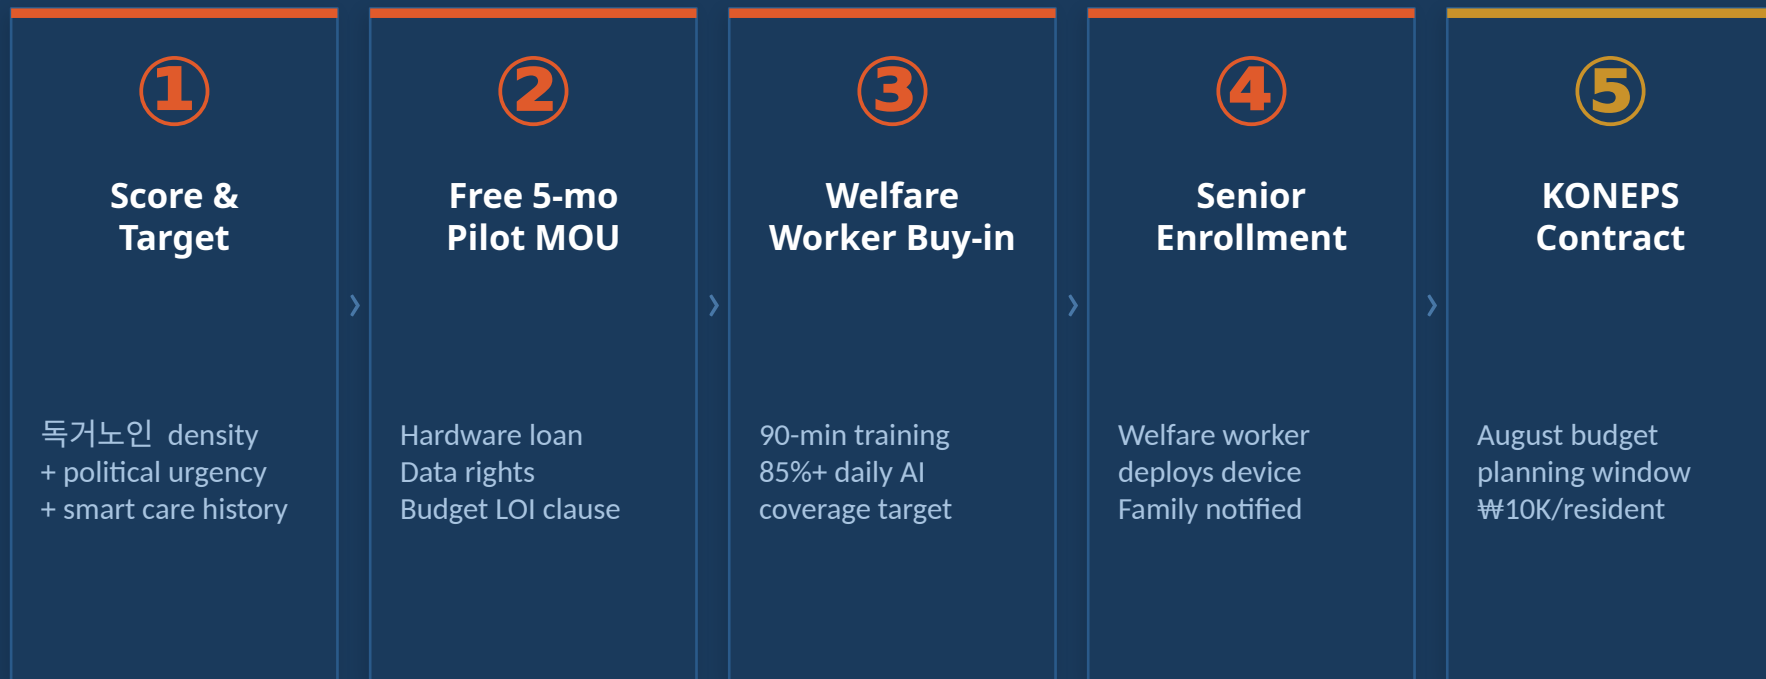 ①
Score &
Target
독거노인 density
+ political urgency
+ smart care history
›
②
Free 5-mo
Pilot MOU
Hardware loan
Data rights
Budget LOI clause
›
③
Welfare
Worker Buy-in
90-min training
85%+ daily AI
coverage target
›
④
Senior
Enrollment
Welfare worker
deploys device
Family notified
›
⑤
KONEPS
Contract
August budget
planning window
₩10K/resident